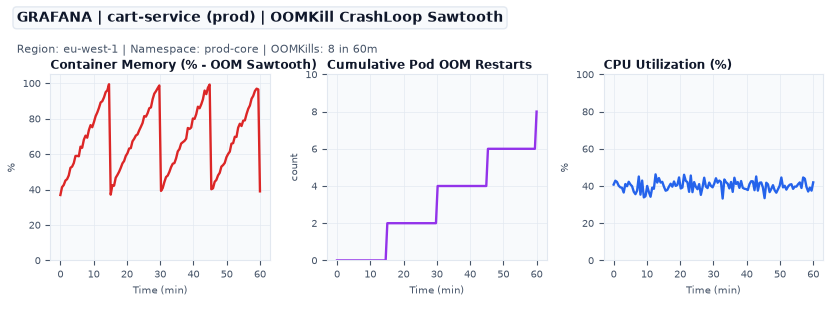 GRAFANA | cart-service (prod) | OOMKill CrashLoop Sawtooth
Region: eu-west-1 | Namespace: prod-core | OOMKills: 8 in 60m
Container Memory (% - OOM Sawtooth)
100
80
60
40
20
0
%
0 10 20 30 40 50 60
Time (min)
Cumulative Pod OOM Restarts
10
8
6
4
2
0
count
0 10 20 30 40 50 60
Time (min)
CPU Utilization (%)
100
80
60
40
20
0
%
0 10 20 30 40 50 60
Time (min)